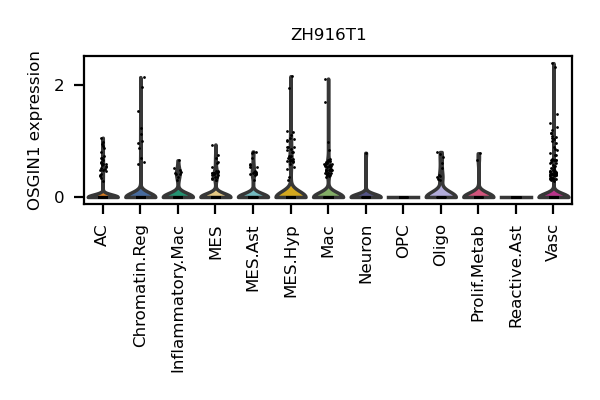 ZH916T1
OSGIN1 expression
2
0
AC
Chromatin.Reg
Inflammatory.Mac
MES
MES.Ast
MES.Hyp
Mac
Neuron
OPC
Oligo
Prolif.Metab
Reactive.Ast
Vasc